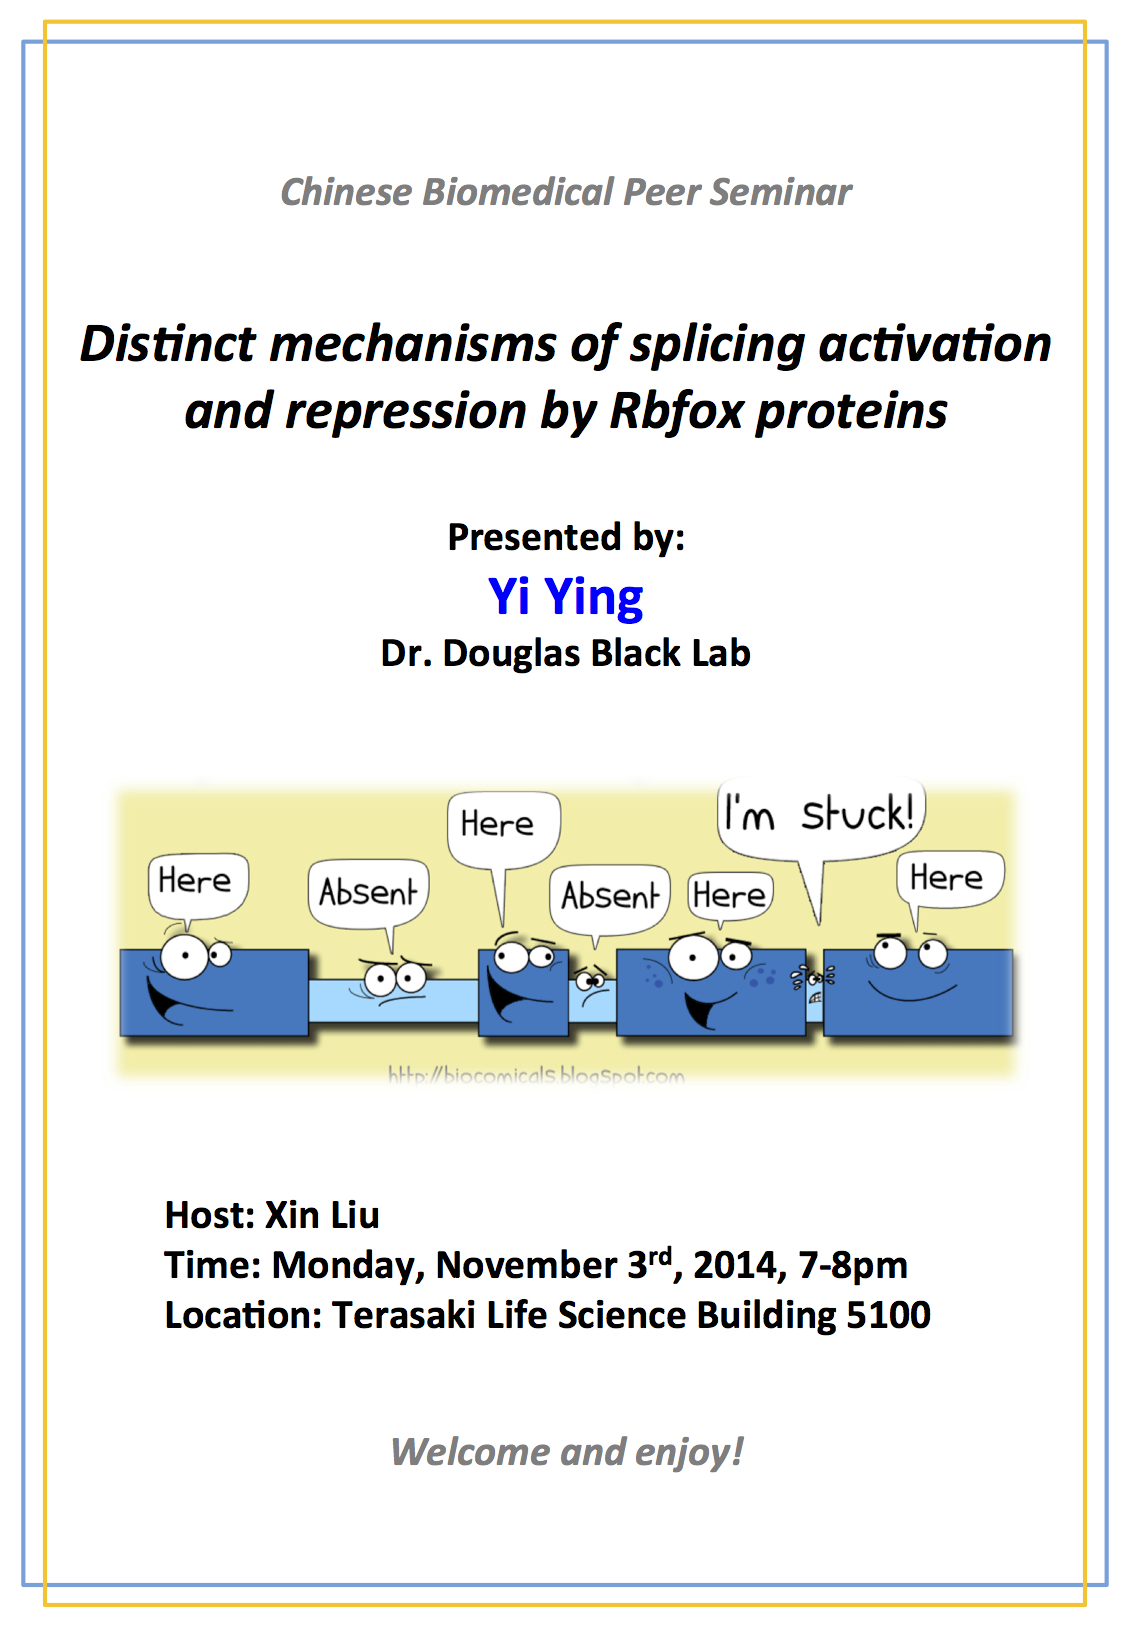 Chinese Biomedical Peer Seminar
Distinct mechanisms of splicing activation
and repression by Rbfox proteins
Presented by:
Yi Ying
Dr. Douglas Black Lab
Here
Absent
Here
Absent
Here
I'm stuck!
Here
http://biocomicals.blogspot.com
Host: Xin Liu
Time: Monday, November 3rd, 2014, 7-8pm
Location: Terasaki Life Science Building 5100
Welcome and enjoy!